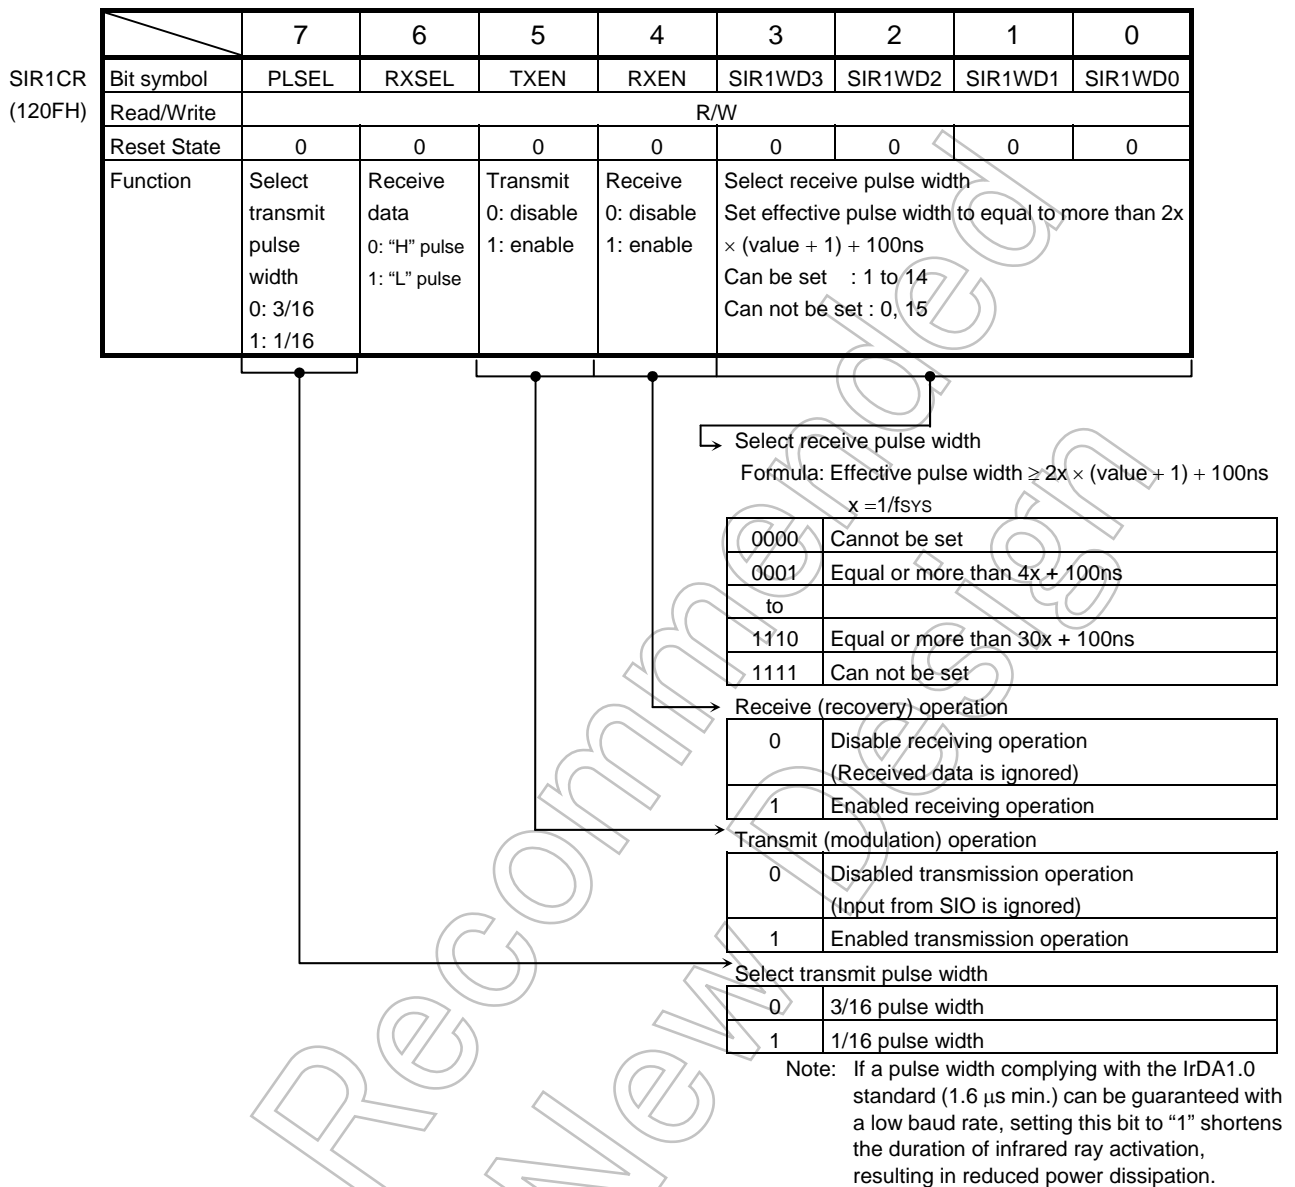 7 6 5 4 3 2 1 0
SIR1CR Bit symbol PLSEL RXSEL TXEN RXEN SIR1WD3 SIR1WD2 SIR1WD1 SIR1WD0
(120FH) Read/Write R/W
Reset State 0 0 0 0 0 0 0 0
Function Select Receive Transmit Receive Select receive pulse width
transmit data 0: disable 0: disable Set effective pulse width to equal to more than 2x
pulse 0: “H” pulse 1: enable 1: enable × (value + 1) + 100ns
width 1: “L” pulse Can be set : 1 to 14
0: 3/16 Can not be set : 0, 15
1: 1/16
Select receive pulse width
Formula: Effective pulse width ≥ 2x × (value + 1) + 100ns
x =1/fSYS
0000 Cannot be set
0001 Equal or more than 4x + 100ns
to
1110 Equal or more than 30x + 100ns
1111 Can not be set
Receive (recovery) operation
0 Disable receiving operation
(Received data is ignored)
1 Enabled receiving operation
Transmit (modulation) operation
0 Disabled transmission operation
(Input from SIO is ignored)
1 Enabled transmission operation
Select transmit pulse width
0 3/16 pulse width
1 1/16 pulse width
Note: If a pulse width complying with the IrDA1.0
standard (1.6 μs min.) can be guaranteed with
a low baud rate, setting this bit to “1” shortens
the duration of infrared ray activation,
resulting in reduced power dissipation.
Recommended
New Design